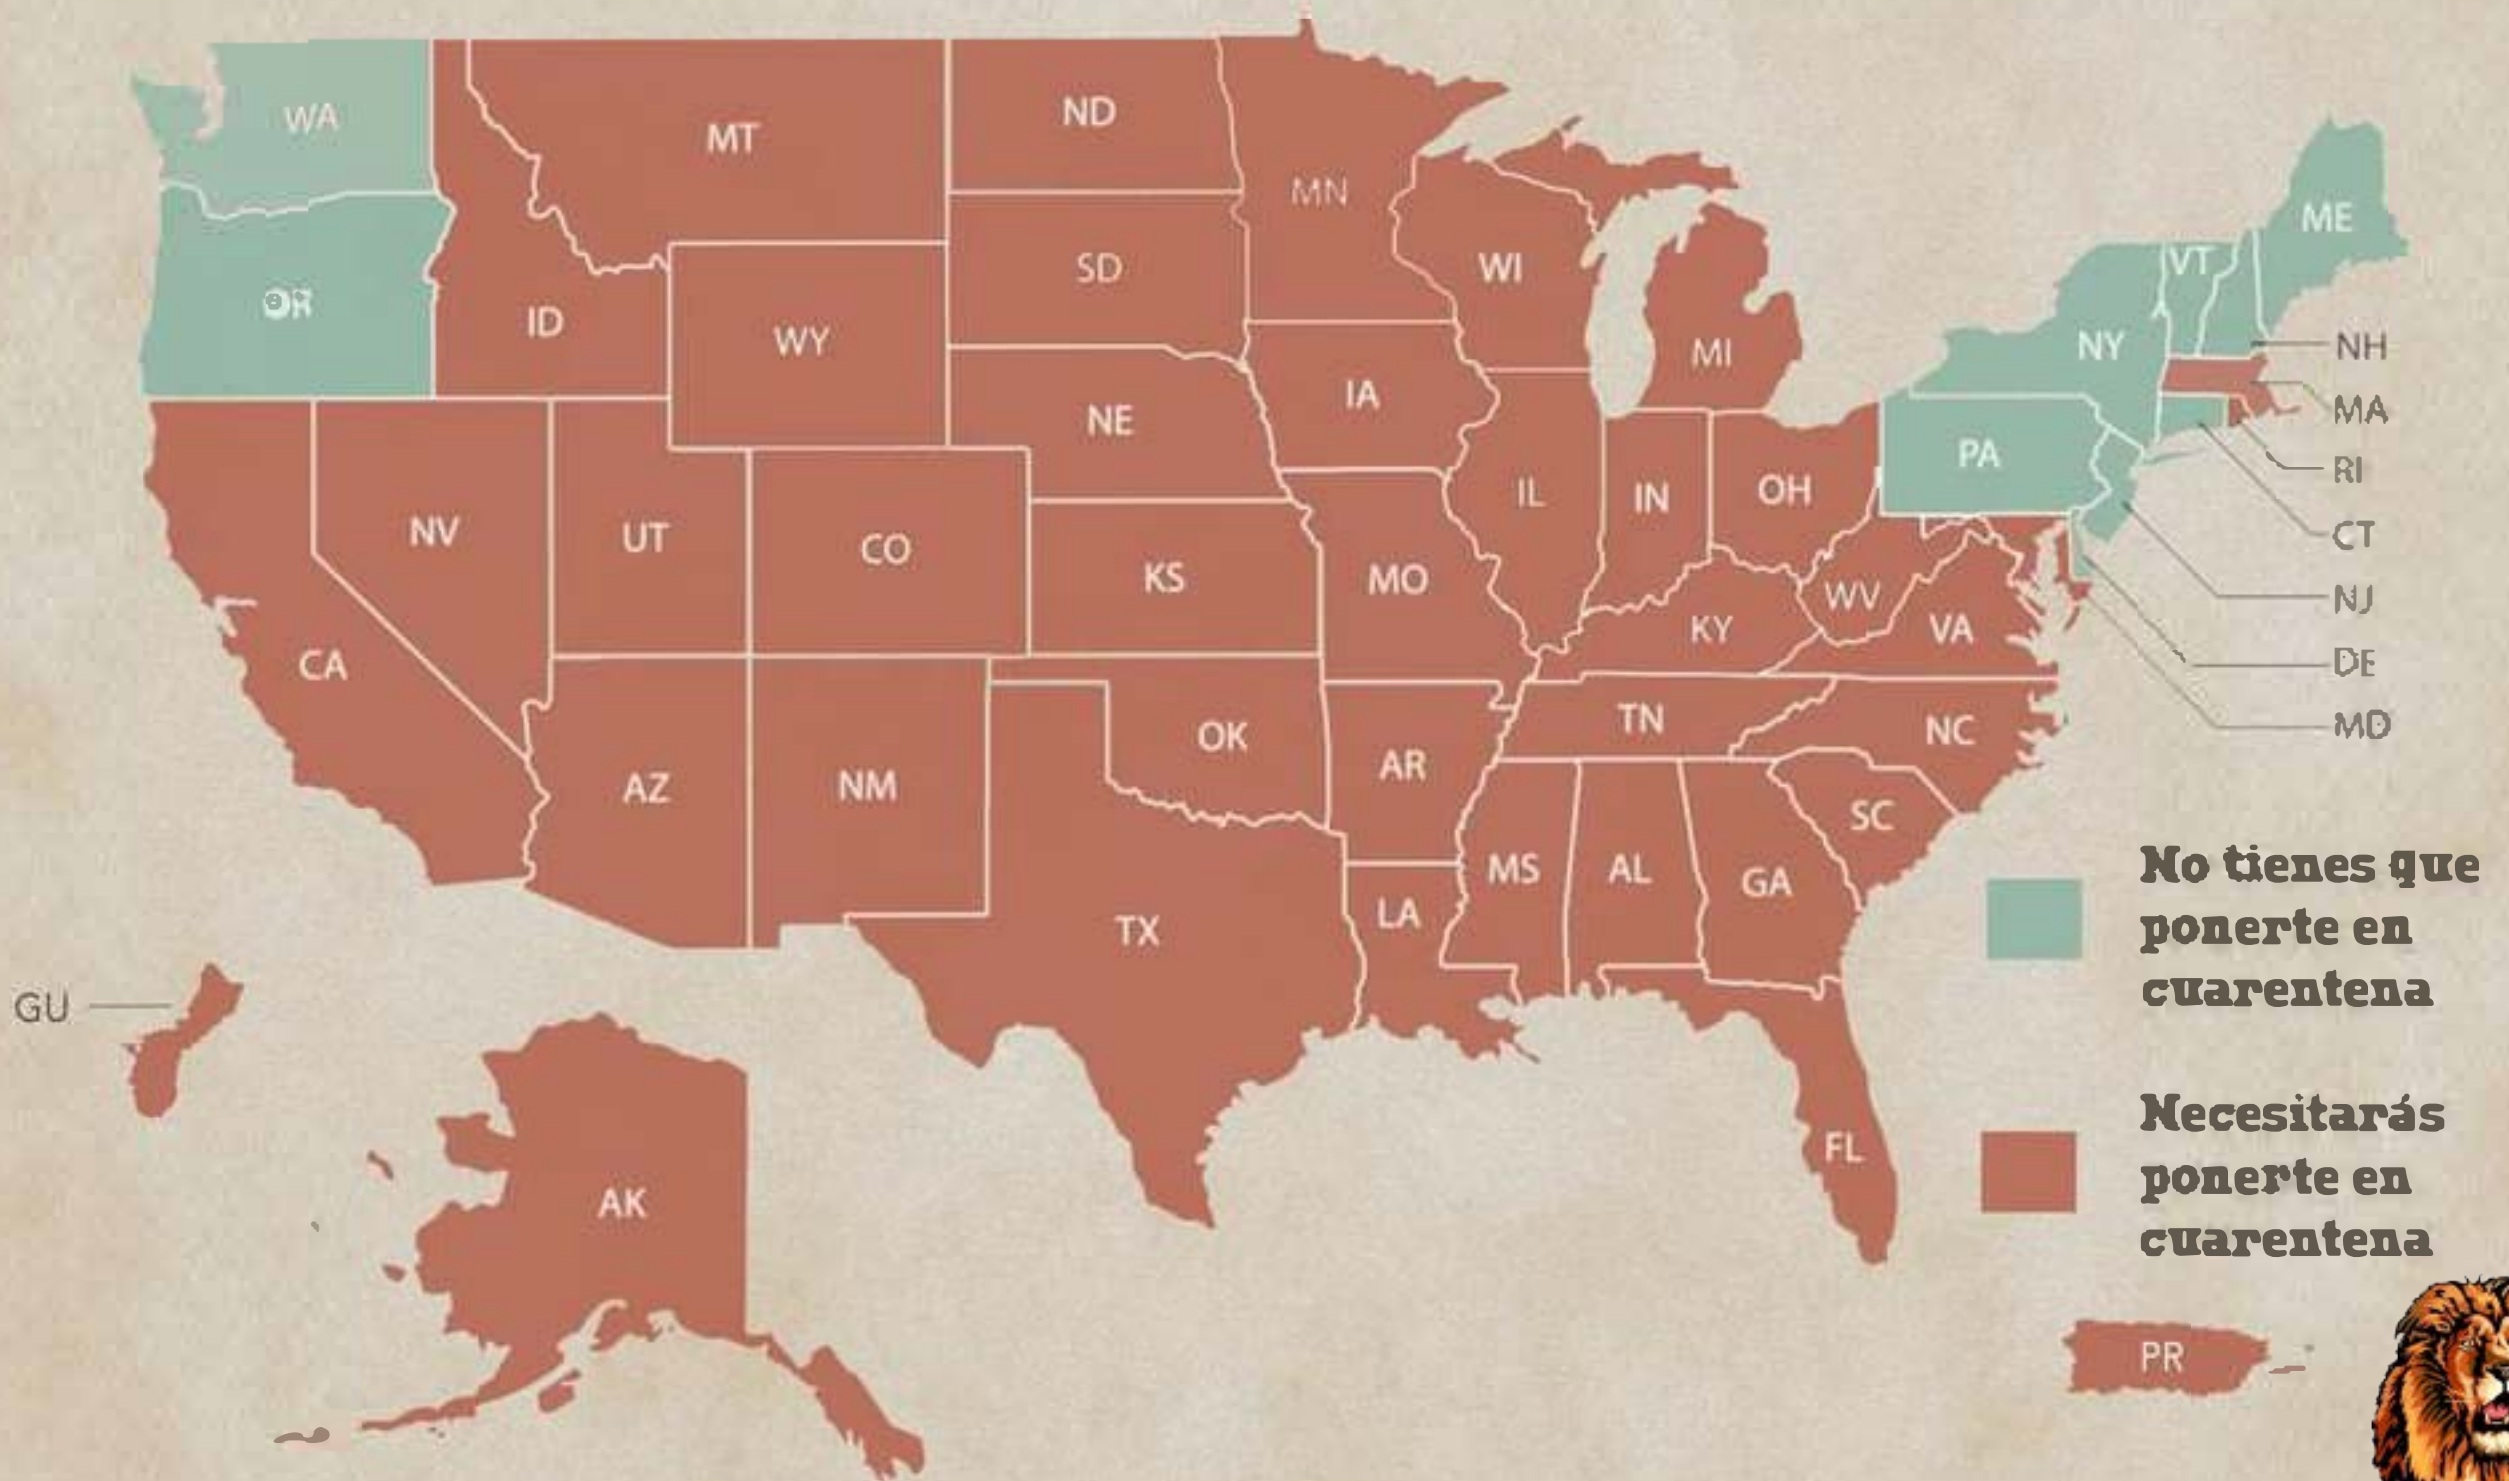 WA
MT
ND
MN
ME
VT
OR
ID
SD
WI
NY
NH
WY
MI
MA
NE
IA
RI
PA
NV
UT
CO
IL
IN
OH
CT
KS
MO
WV
NJ
CA
KY
VA
DE
OK
TN
NC
MD
AZ
NM
AR
SC
TX
LA
MS
AL
GA
No tienes que
ponerte en
cuarentena
GU
AK
FL
Necesitarás
ponerte en
cuarentena
PR